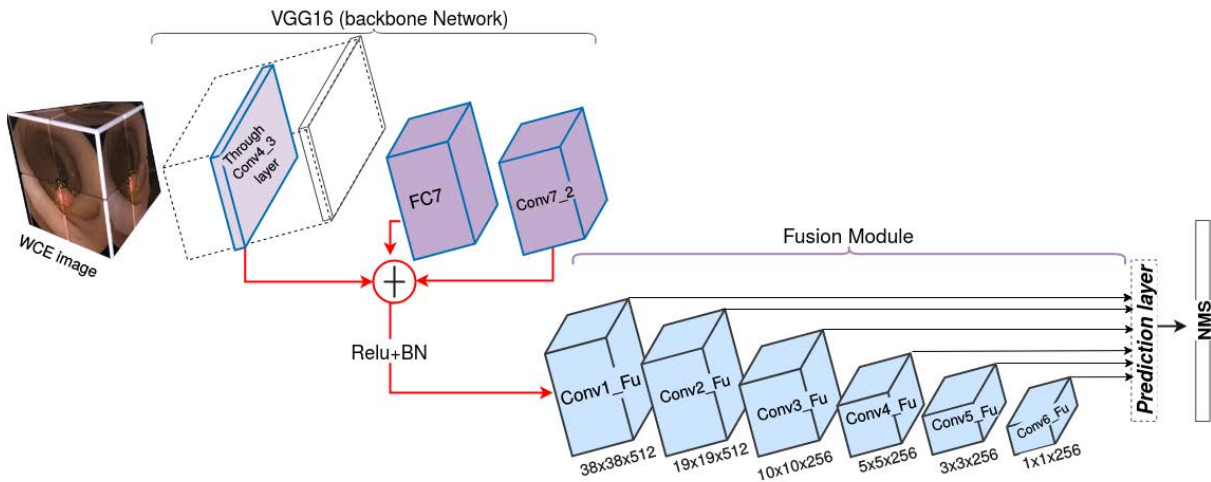 VGG16 (backbone Network)
WCE image
Through
Conv4_3
layer
FC7
Conv7_2
Relu+BN
Fusion Module
Conv1_Fu
Conv2_Fu
Conv3_Fu
Conv4_Fu
Conv5_Fu
Conv6_Fu
38x38x512
19x19x512
10x10x256
5x5x256
3x3x256
1x1x256
Prediction layer
NMS